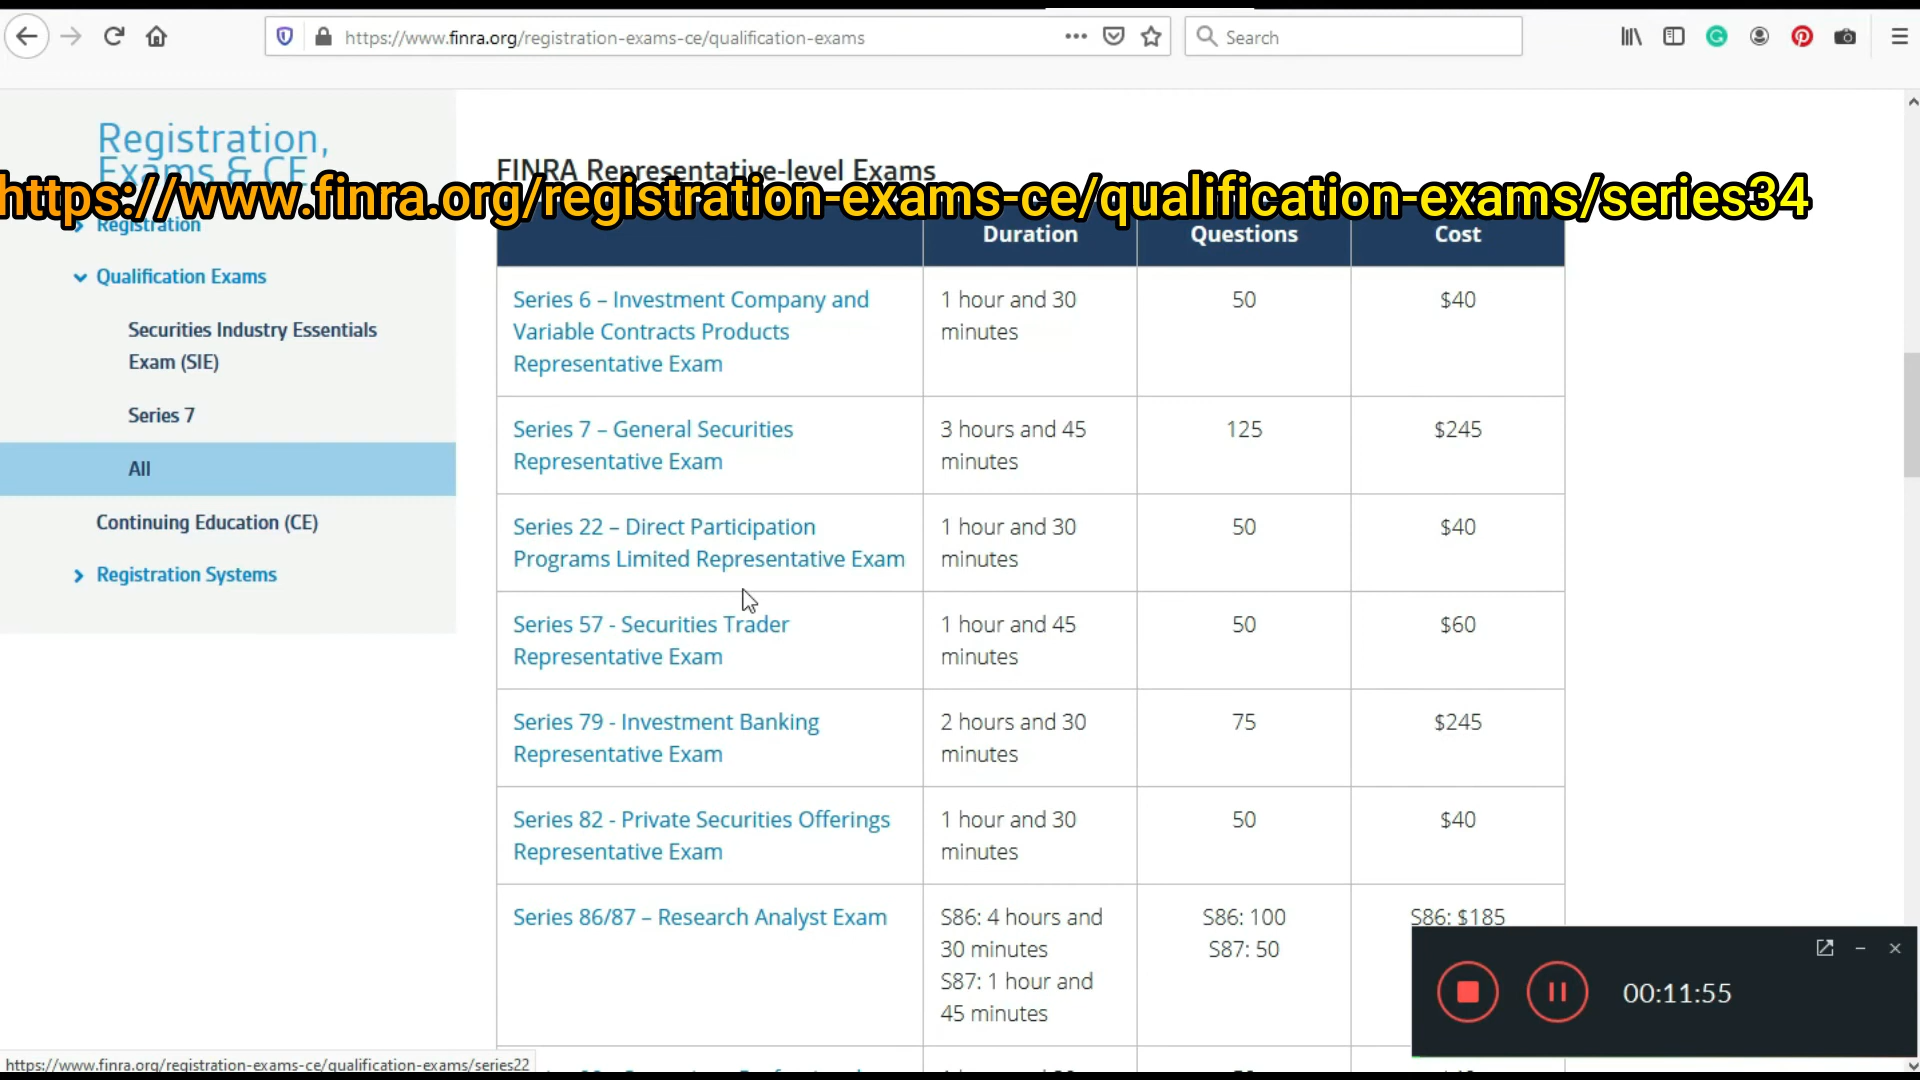 https://www.finra.org/registration-exams-ce/qualification-exams
Search
Registration,
Exams & CE
FINRA Representative-level Exams
https://www.finra.org/registration-exams-ce/qualification-exams/series34
Registration
Qualification Exams
Securities Industry Essentials
Exam (SIE)
Series 7
All
Continuing Education (CE)
Registration Systems
Duration Questions Cost
Series 6 – Investment Company and
Variable Contracts Products
Representative Exam
1 hour and 30
minutes
50
$40
Series 7 – General Securities
Representative Exam
3 hours and 45
minutes
125
$245
Series 22 – Direct Participation
Programs Limited Representative Exam
1 hour and 30
minutes
50
$40
Series 57 - Securities Trader
Representative Exam
1 hour and 45
minutes
50
$60
Series 79 - Investment Banking
Representative Exam
2 hours and 30
minutes
75
$245
Series 82 - Private Securities Offerings
Representative Exam
1 hour and 30
minutes
50
$40
Series 86/87 – Research Analyst Exam
S86: 4 hours and
30 minutes
S87: 1 hour and
45 minutes
S86: 100
S87: 50
S86: $185
00:11:55
https://www.finra.org/registration-exams-ce/qualification-exams/series22